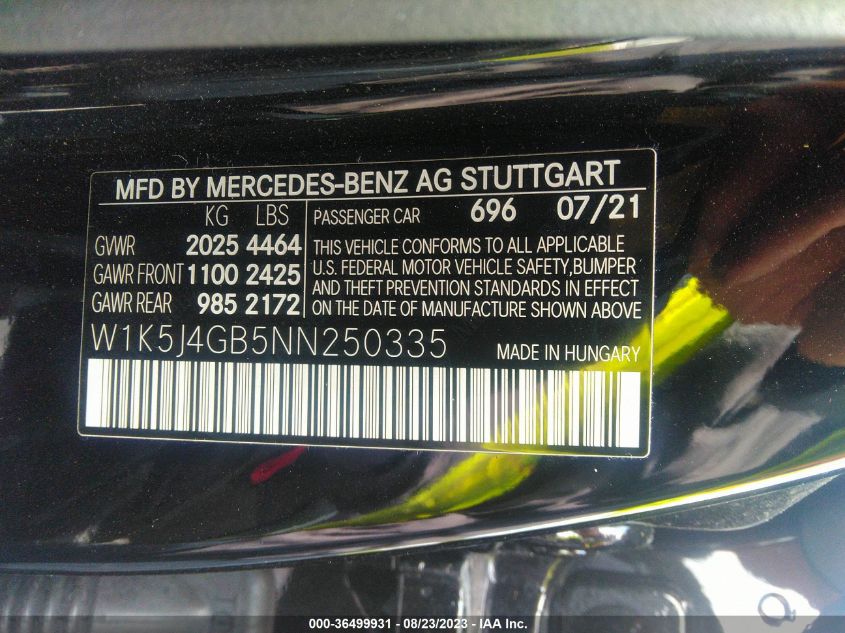 MFD BY MERCEDES-BENZ AG STUTTGART
KG LBS
GVWR 2025 4464
GAWR FRONT 1100 2425
GAWR REAR 985 2172
PASSENGER CAR 696 07/21
THIS VEHICLE CONFORMS TO ALL APPLICABLE
U.S. FEDERAL MOTOR VEHICLE SAFETY,BUMPER
AND THEFT PREVENTION STANDARDS IN EFFECT
ON THE DATE OF MANUFACTURE SHOWN ABOVE
W1K5J4GB5NN250335
MADE IN HUNGARY
000-36499931 - 08/23/2023 - IAA Inc.